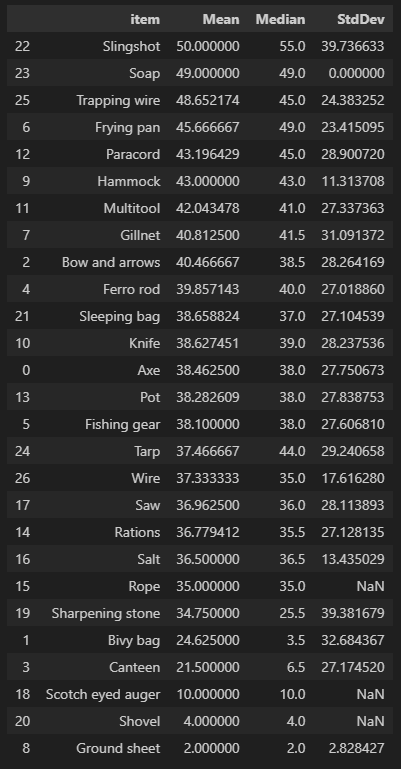 item Mean Median StdDev
22 Slingshot 50.000000 55.0 39.736633
23 Soap 49.000000 49.0 0.000000
25 Trapping wire 48.652174 45.0 24.383252
6 Frying pan 45.666667 49.0 23.415095
12 Paracord 43.196429 45.0 28.900720
9 Hammock 43.000000 43.0 11.313708
11 Multitool 42.043478 41.0 27.337363
7 Gillnet 40.812500 41.5 31.091372
2 Bow and arrows 40.466667 38.5 28.264169
4 Ferro rod 39.857143 40.0 27.018860
21 Sleeping bag 38.658824 37.0 27.104539
10 Knife 38.627451 39.0 28.237536
0 Axe 38.462500 38.0 27.750673
13 Pot 38.282609 38.0 27.838753
5 Fishing gear 38.100000 38.0 27.606810
24 Tarp 37.466667 44.0 29.240658
26 Wire 37.333333 35.0 17.616280
17 Saw 36.962500 36.0 28.113893
14 Rations 36.779412 35.5 27.128135
16 Salt 36.500000 36.5 13.435029
15 Rope 35.000000 35.0 NaN
19 Sharpening stone 34.750000 25.5 39.381679
1 Bivy bag 24.625000 3.5 32.684367
3 Canteen 21.500000 6.5 27.174520
18 Scotch eyed auger 10.000000 10.0 NaN
20 Shovel 4.000000 4.0 NaN
8 Ground sheet 2.000000 2.0 2.828427